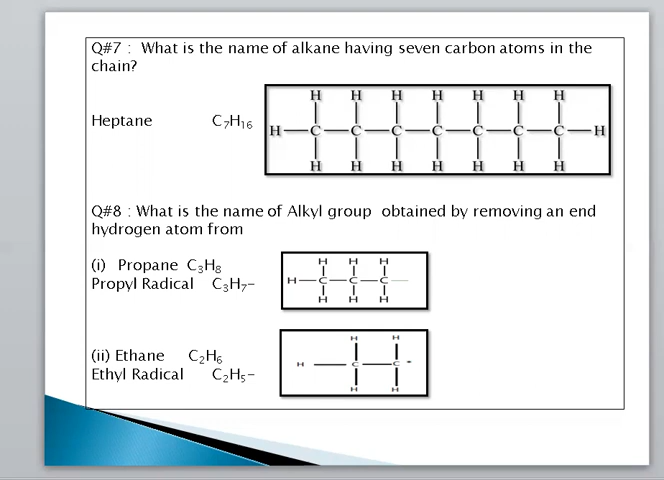 Q#7 : What is the name of alkane having seven carbon atoms in the
chain?
H H H H H H H
Heptane C₇H₁₆ H—C—C—C—C—C—C—C—H
H H H H H H H
Q#8 : What is the name of Alkyl group obtained by removing an end
hydrogen atom from
(i) Propane C₃H₈
Propyl Radical C₃H₇–
H H H
H—C—C—C—
H H H
(ii) Ethane C₂H₆
Ethyl Radical C₂H₅–
H H
H —C—C
H H